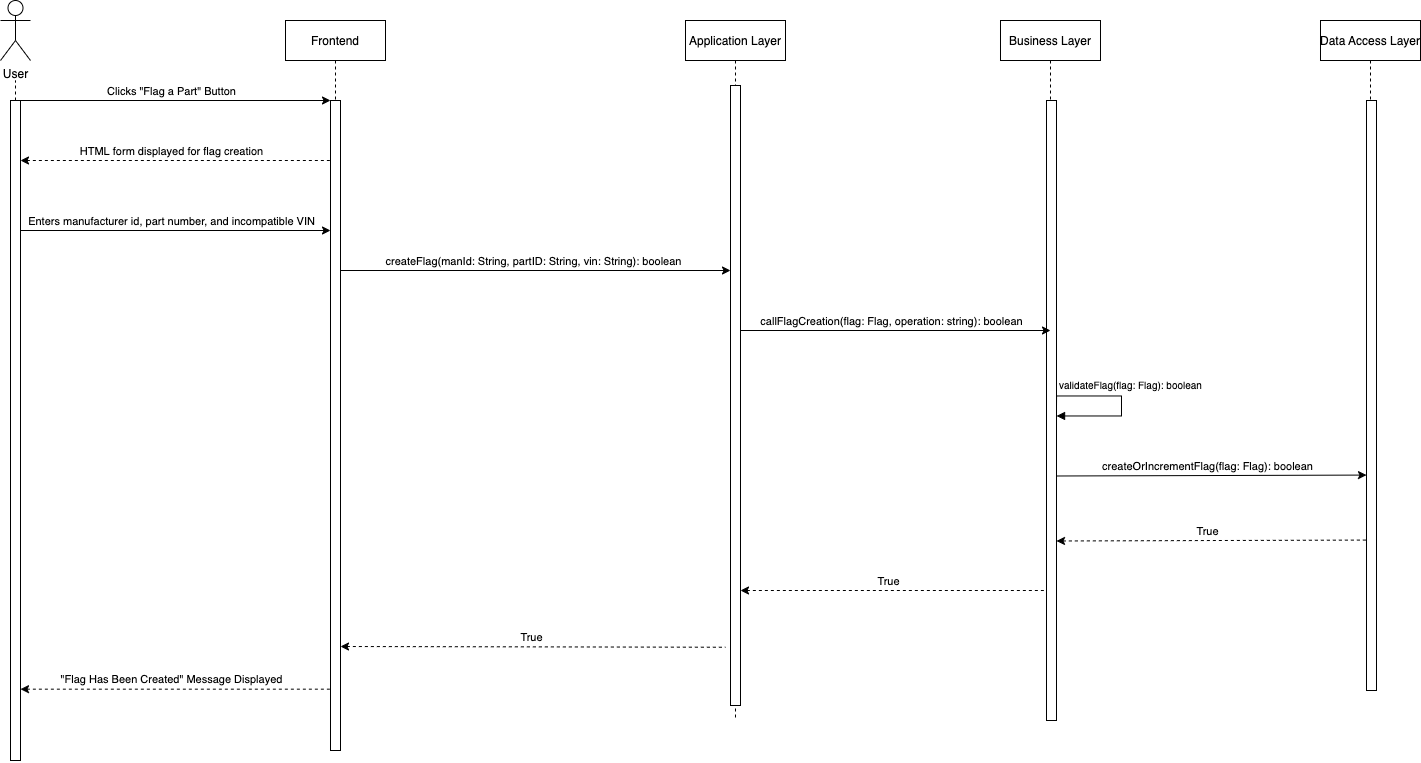 User
Frontend
Application Layer
Business Layer
Data Access Layer
Clicks "Flag a Part" Button
HTML form displayed for flag creation
Enters manufacturer id, part number, and incompatible VIN
createFlag(manId: String, partID: String, vin: String): boolean
callFlagCreation(flag: Flag, operation: string): boolean
validateFlag(flag: Flag): boolean
createOrIncrementFlag(flag: Flag): boolean
True
True
True
"Flag Has Been Created" Message Displayed